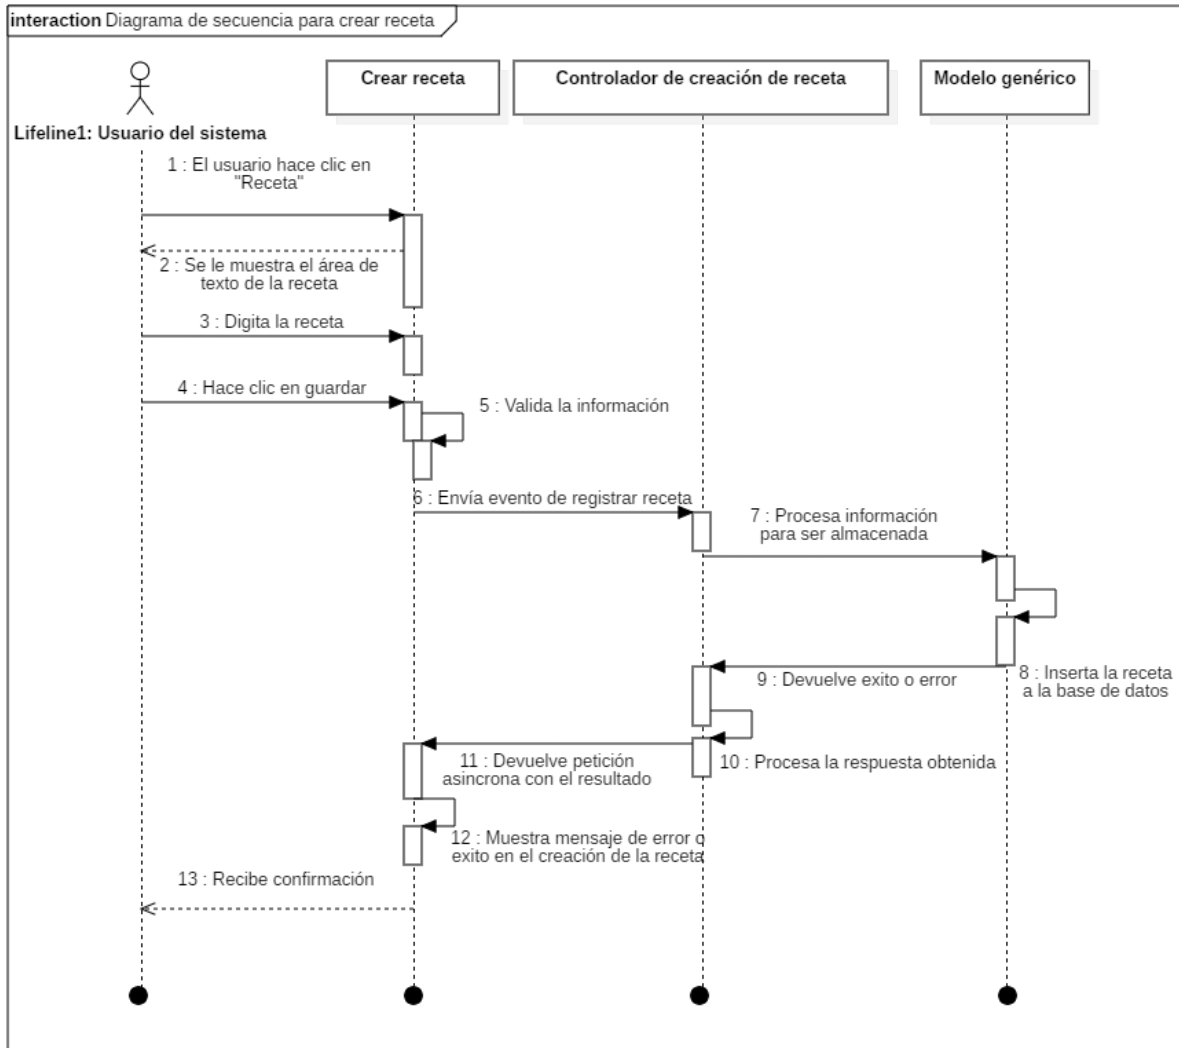 interaction Diagrama de secuencia para crear receta
Crear receta
Controlador de creación de receta
Modelo genérico
Lifeline1: Usuario del sistema
1 : El usuario hace clic en
"Receta"
2 : Se le muestra el área de
texto de la receta
3 : Digita la receta
4 : Hace clic en guardar
5 : Valida la información
6 : Envía evento de registrar receta
7 : Procesa información
para ser almacenada
8 : Inserta la receta
a la base de datos
9 : Devuelve exito o error
10 : Procesa la respuesta obtenida
11 : Devuelve petición
asincrona con el resultado
12 : Muestra mensaje de error o
exito en el creación de la receta
13 : Recibe confirmación